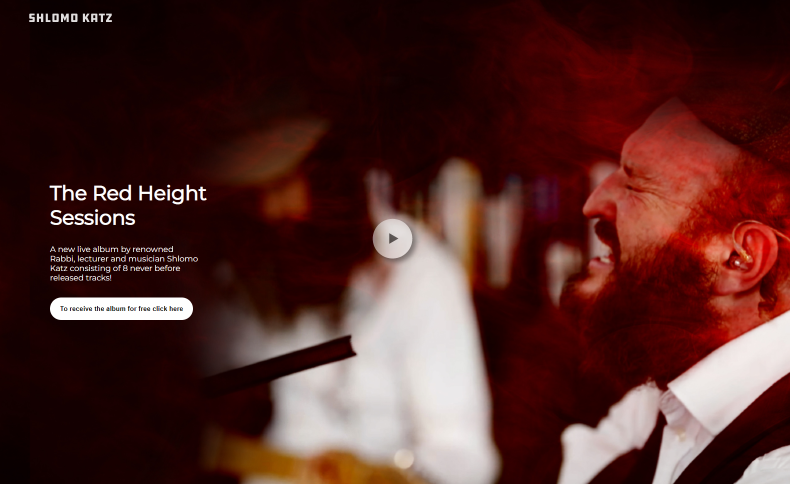 SHLOMO KATZ
The Red Height
Sessions
A new live album by renowned
Rabbi, lecturer and musician Shlomo
Katz consisting of 8 never before
released tracks!
To receive the album for free click here